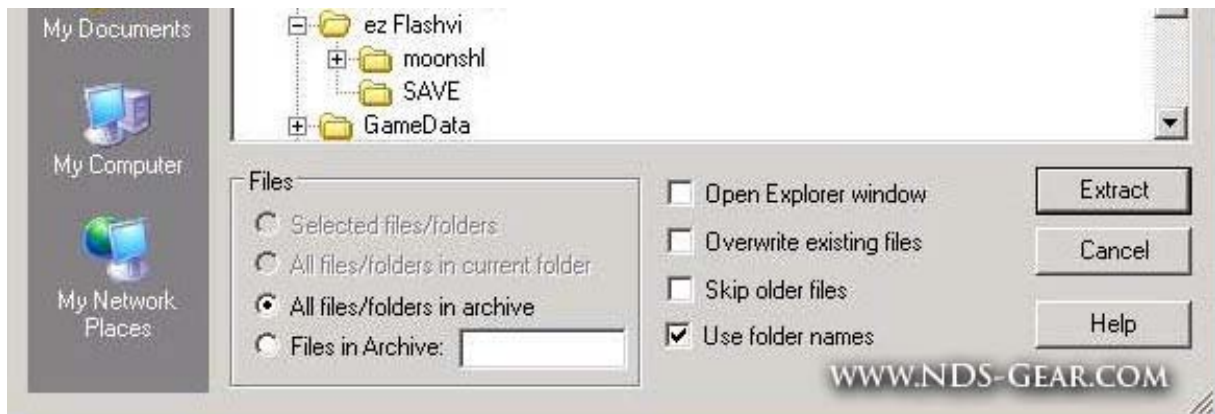 My Documents
ez Flashvi
moonshl
SAVE
GameData
My Computer
My Network
Places
Files
Selected files/folders
All files/folders in current folder
All files/folders in archive
Files in Archive:
Open Explorer window
Overwrite existing files
Skip older files
Use folder names
Extract
Cancel
Help
WWW.NDS-GEAR.COM